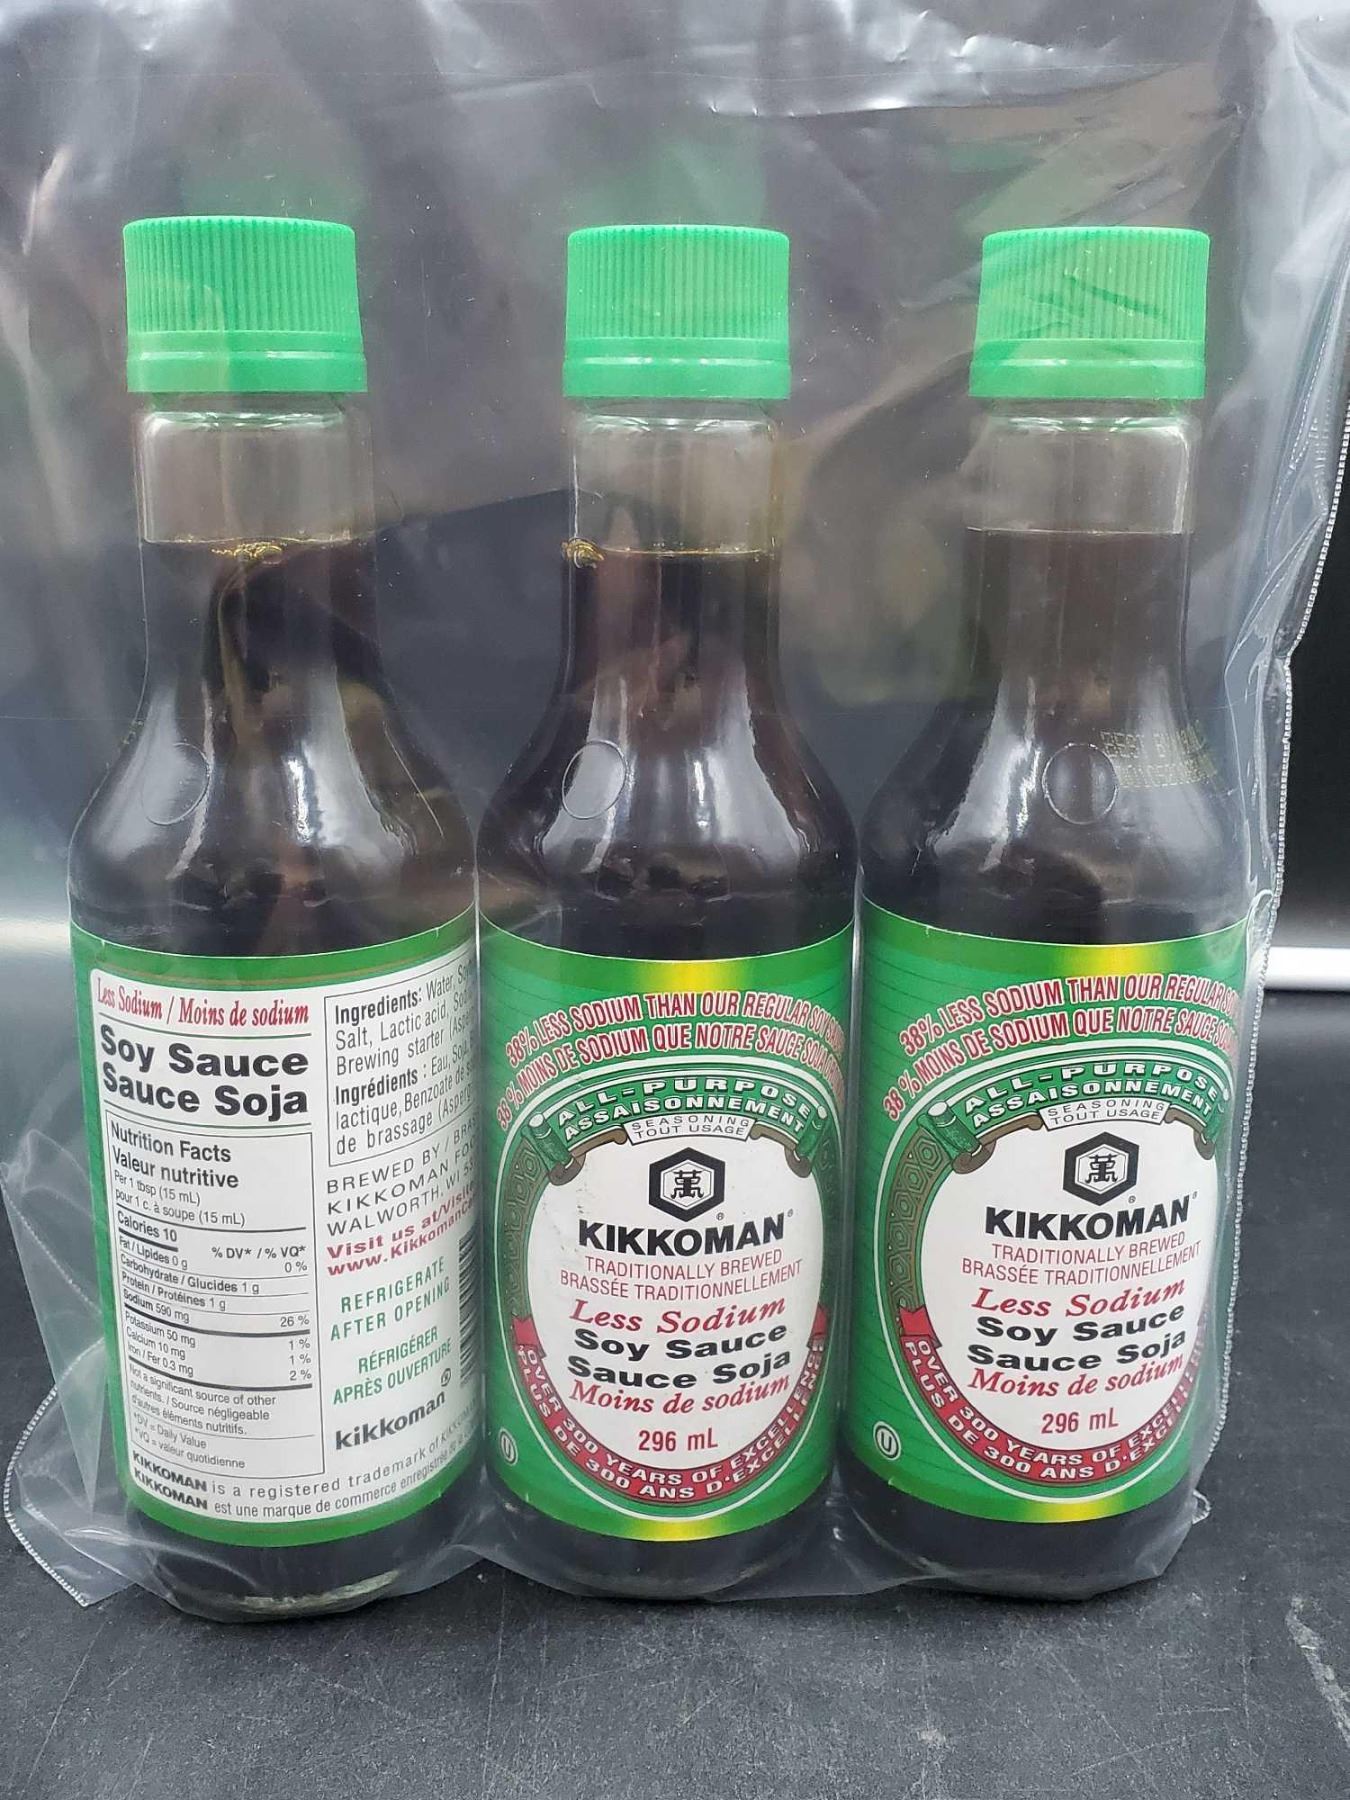 Less Sodium / Moins de sodium
Soy Sauce
Sauce Soja
Nutrition Facts
Valeur nutritive
Per 1 tbsp (15 mL)
pour 1 c. à soupe (15 mL)
Calories 10
% DV* / % VQ*
Fat / Lipides 0 g 0 %
Carbohydrate / Glucides 1 g
Protein / Protéines 1 g
Sodium 590 mg 26 %
Potassium 50 mg 1 %
Calcium 10 mg 1 %
Iron / Fer 0.3 mg 2 %
Not a significant source of other
nutrients. / Source négligeable
d'autres éléments nutritifs.
*DV = Daily Value
*VQ = valeur quotidienne
Ingredients: Water,
Salt, Lactic acid,
Brewing starter
Ingrédients : Eau,
lactique, Benzoate de
de brassage
BREWED BY /
KIKKOMAN
WALWORTH, WI
Visit us at/
www.
REFRIGERATE
AFTER OPENING
RÉFRIGÉRER
APRÈS OUVERTURE
kikkoman®
KIKKOMAN is a registered trademark of
KIKKOMAN est une marque de commerce
38% LESS SODIUM THAN OUR REGULAR
38 % MOINS DE SODIUM QUE NOTRE SAUCE
ALL-PURPOSE
ASSAISONNEMENT
SEASONING
TOUT USAGE
萬
®
KIKKOMAN®
TRADITIONALLY BREWED
BRASSÉE TRADITIONNELLEMENT
Less Sodium
Soy Sauce
Sauce Soja
Moins de sodium
296 mL
OVER 300 YEARS OF EXCELLENCE
PLUS DE 300 ANS D'EXCELLENCE
U
38% LESS SODIUM THAN OUR REGULAR
38 % MOINS DE SODIUM QUE NOTRE SAUCE
ALL-PURPOSE
ASSAISONNEMENT
SEASONING
TOUT USAGE
萬
®
KIKKOMAN®
TRADITIONALLY BREWED
BRASSÉE TRADITIONNELLEMENT
Less Sodium
Soy Sauce
Sauce Soja
Moins de sodium
296 mL
OVER 300 YEARS OF
PLUS DE 300 ANS
U